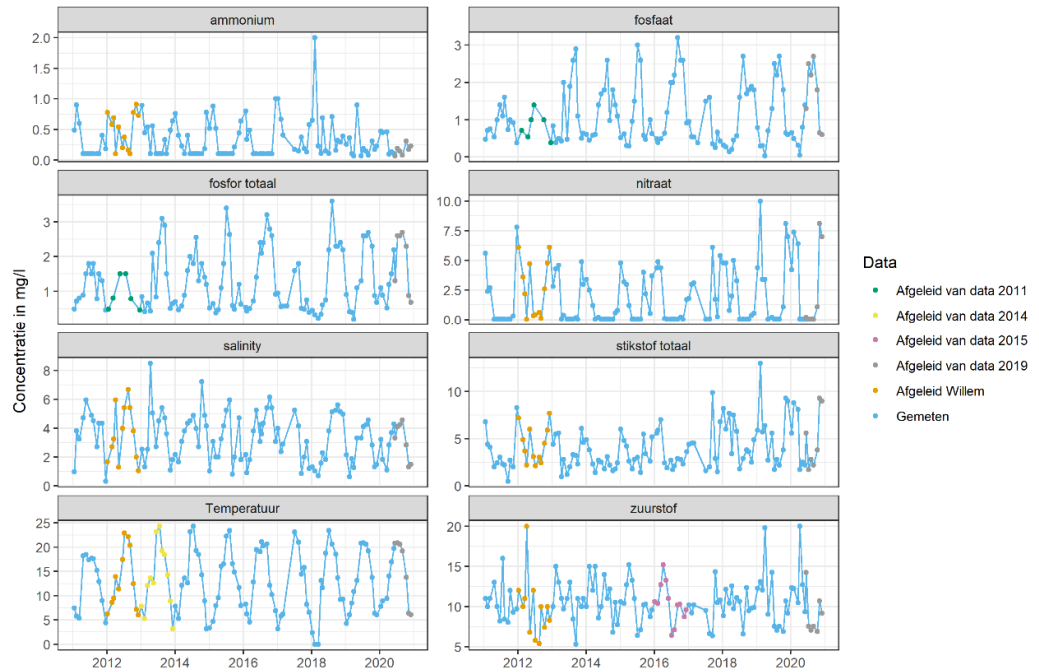 ammonium
2.0
1.5
1.0
0.5
0.0
fosfaat
3
2
1
0
fosfor totaal
3
2
1
nitraat
10.0
7.5
5.0
2.5
0.0
salinity
8
6
4
2
0
stikstof totaal
10
5
0
Temperatuur
25
20
15
10
5
0
2012 2014 2016 2018 2020
zuurstof
20
15
10
5
2012 2014 2016 2018 2020
Concentratie in mg/l
Data
Afgeleid van data 2011
Afgeleid van data 2014
Afgeleid van data 2015
Afgeleid van data 2019
Afgeleid Willem
Gemeten